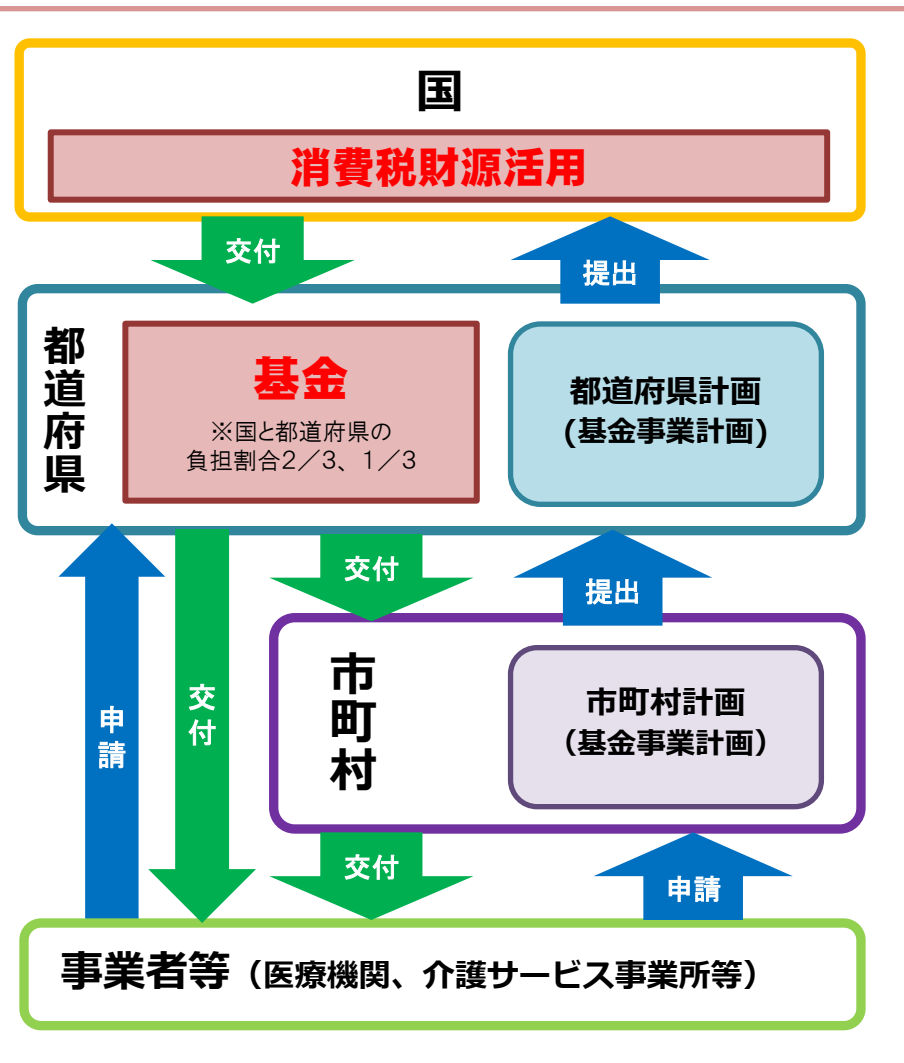 国
消費税財源活用
交付
提出
都道府県
基金
※国と都道府県の
負担割合2／3、1／3
都道府県計画
(基金事業計画)
申請
交付
交付
提出
市町村
市町村計画
（基金事業計画）
交付
申請
事業者等（医療機関、介護サービス事業所等）